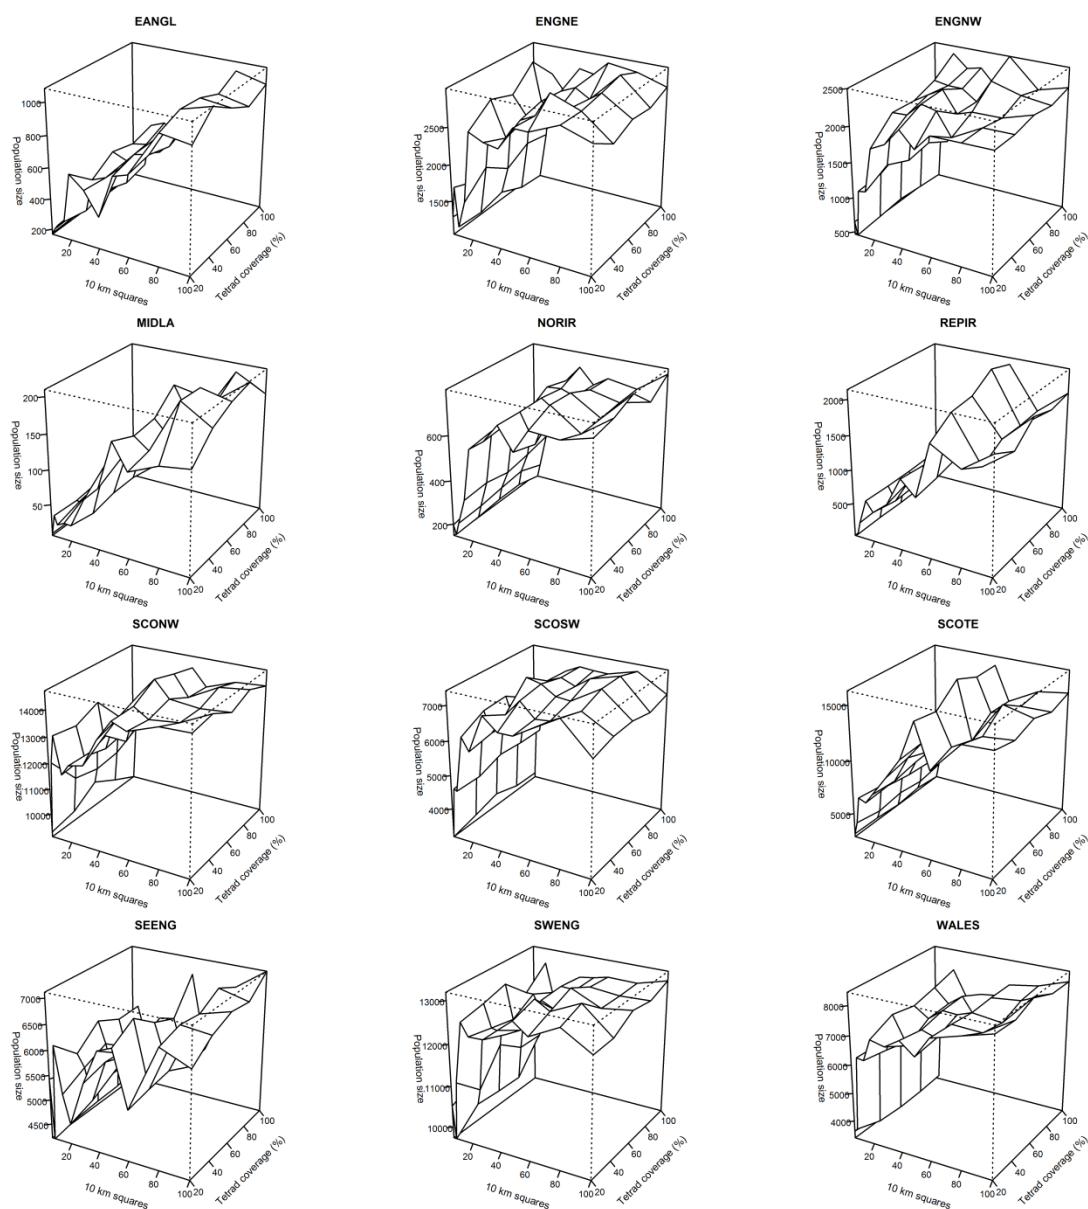 EANGL ENGNE ENGNW
1000
800
600
400
200
Population size
20 40 60 80 100
10 km squares
20 40 60 80 100
Tetrad coverage (%)
2500
2000
1500
Population size
20 40 60 80 100
10 km squares
20 40 60 80 100
Tetrad coverage (%)
2500
2000
1500
1000
500
Population size
20 40 60 80 100
10 km squares
20 40 60 80 100
Tetrad coverage (%)
MIDLA NORIR REPIR
200
150
100
50
Population size
20 40 60 80 100
10 km squares
20 40 60 80 100
Tetrad coverage (%)
600
400
200
Population size
20 40 60 80 100
10 km squares
20 40 60 80 100
Tetrad coverage (%)
2000
1500
1000
500
Population size
20 40 60 80 100
10 km squares
20 40 60 80 100
Tetrad coverage (%)
SCONW SCOSW SCOTE
14000
13000
12000
11000
10000
Population size
20 40 60 80 100
10 km squares
20 40 60 80 100
Tetrad coverage (%)
7000
6000
5000
4000
Population size
20 40 60 80 100
10 km squares
20 40 60 80 100
Tetrad coverage (%)
15000
10000
5000
Population size
20 40 60 80 100
10 km squares
20 40 60 80 100
Tetrad coverage (%)
SEENG SWENG WALES
7000
6500
6000
5500
5000
4500
Population size
20 40 60 80 100
10 km squares
20 40 60 80 100
Tetrad coverage (%)
13000
12000
11000
10000
Population size
20 40 60 80 100
10 km squares
20 40 60 80 100
Tetrad coverage (%)
8000
7000
6000
5000
4000
Population size
20 40 60 80 100
10 km squares
20 40 60 80 100
Tetrad coverage (%)